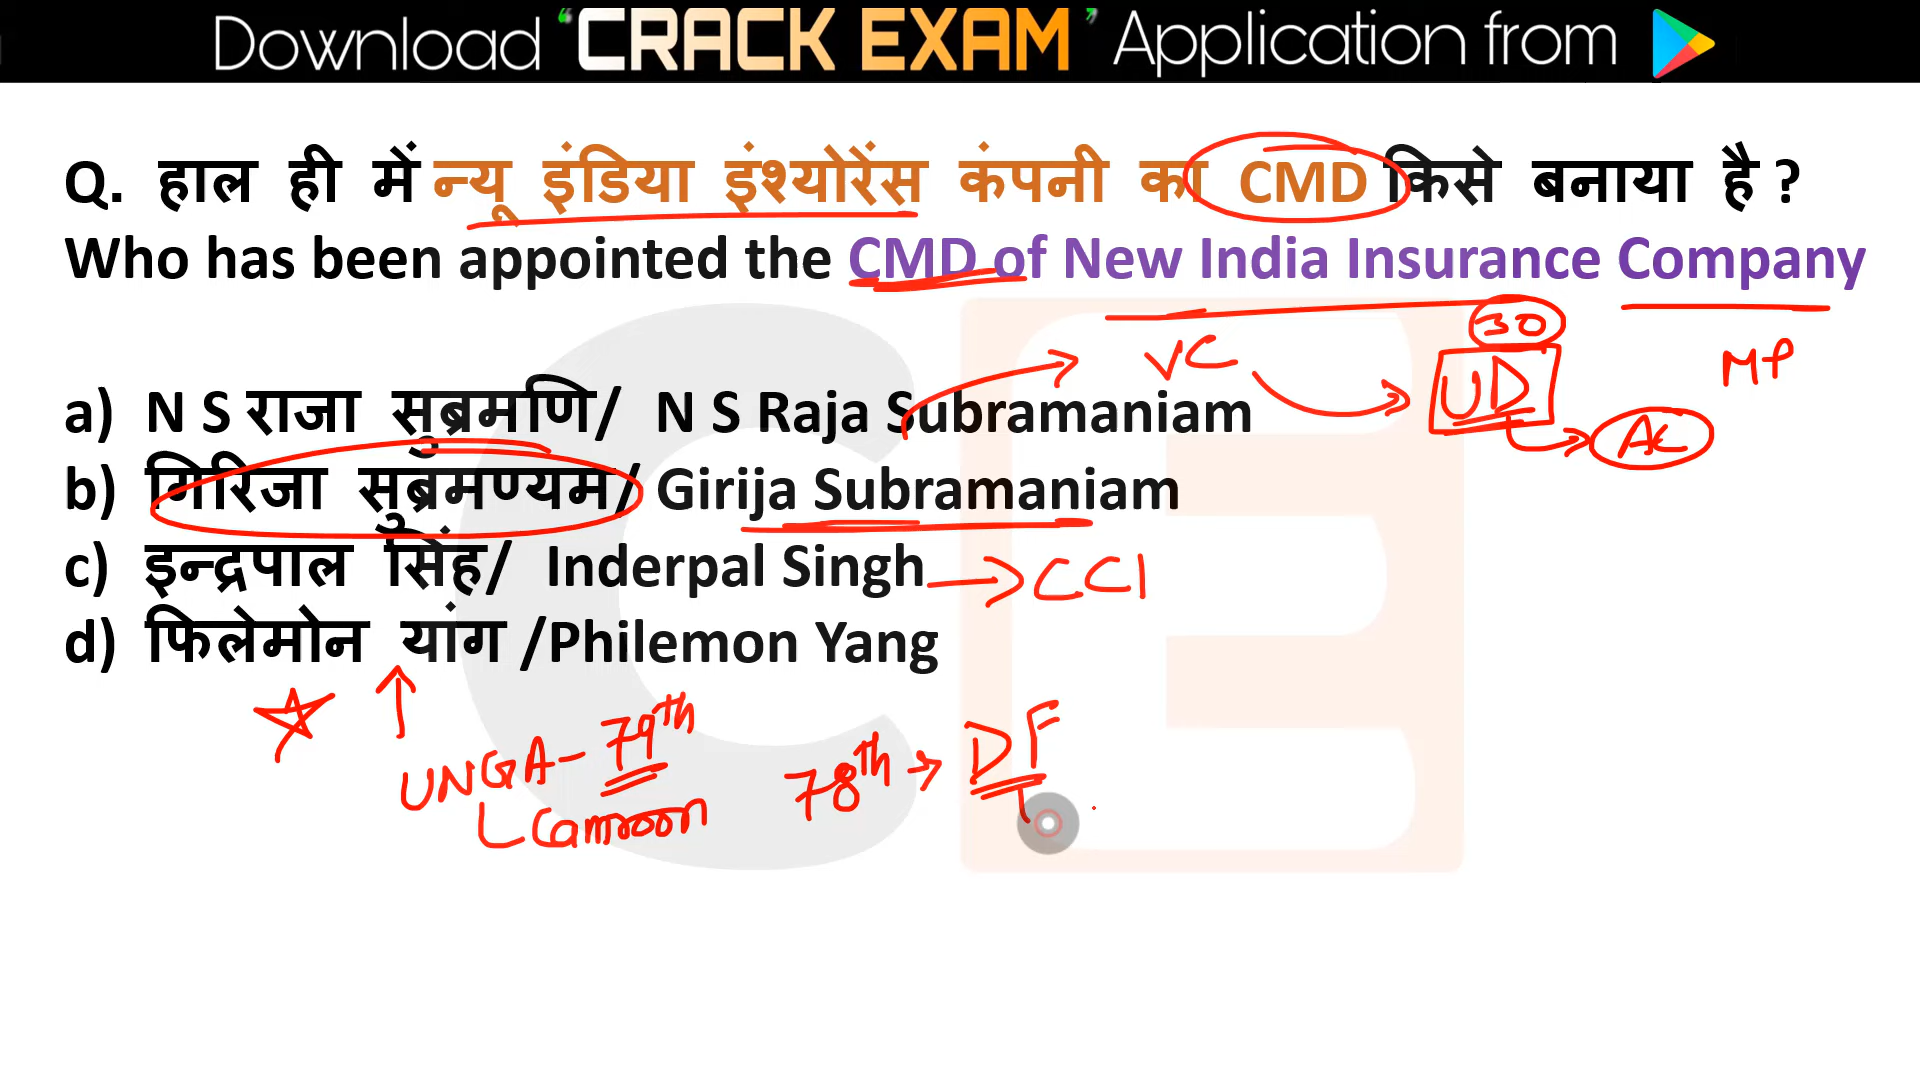 Download "CRACK EXAM" Application from
Q. हाल ही में न्यू इंडिया इंश्योरेंस कंपनी का CMD किसे बनाया है ?
Who has been appointed the CMD of New India Insurance Company
30
VC
UD
MP
AC
a) N S राजा सुब्रमणि/ N S Raja Subramaniam
b) गिरिजा सुब्रमण्यम/ Girija Subramaniam
c) इन्द्रपाल सिंह/ Inderpal Singh → CCI
d) फिलेमोन यांग /Philemon Yang
UNGA - 79th
Camroon
78th → DF